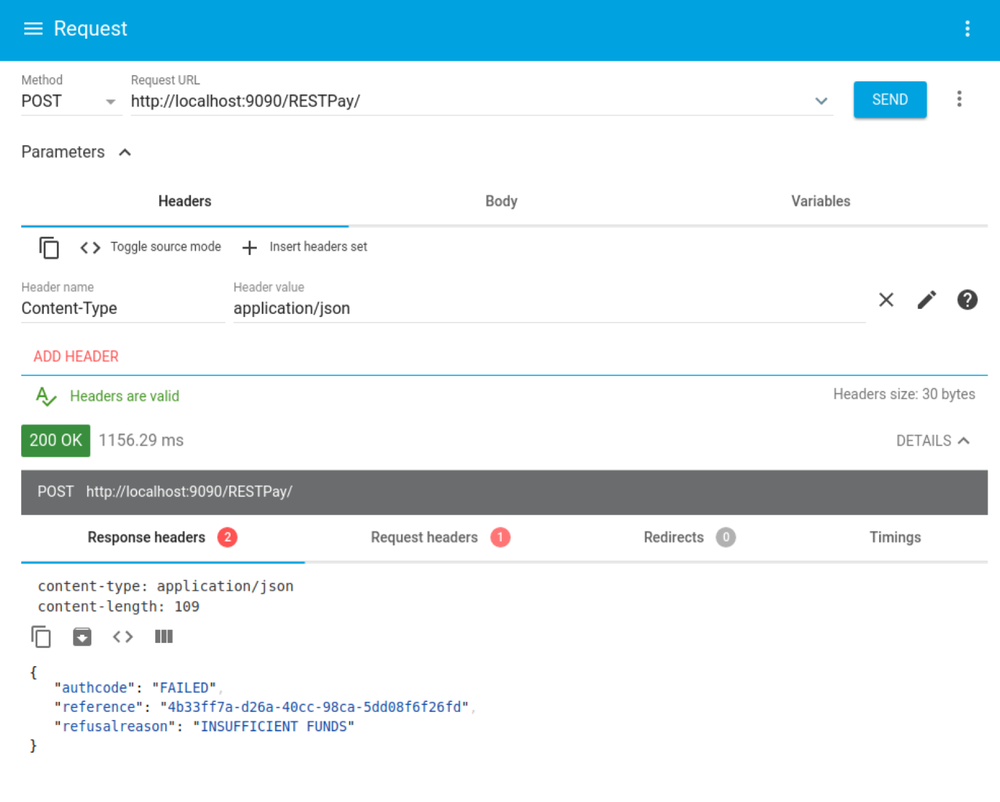 Request
Method
Request URL
POST
http://localhost:9090/RESTPay/
SEND
Parameters
Headers
Body
Variables
Toggle source mode
Insert headers set
Header name
Header value
Content-Type
application/json
ADD HEADER
Headers are valid
Headers size: 30 bytes
200 OK
1156.29 ms
DETAILS
POST http://localhost:9090/RESTPay/
Response headers 2
Request headers 1
Redirects 0
Timings
content-type: application/json
content-length: 109
{
"authcode": "FAILED",
"reference": "4b33ff7a-d26a-40cc-98ca-5dd08f6f26fd",
"refusalreason": "INSUFFICIENT FUNDS"
}